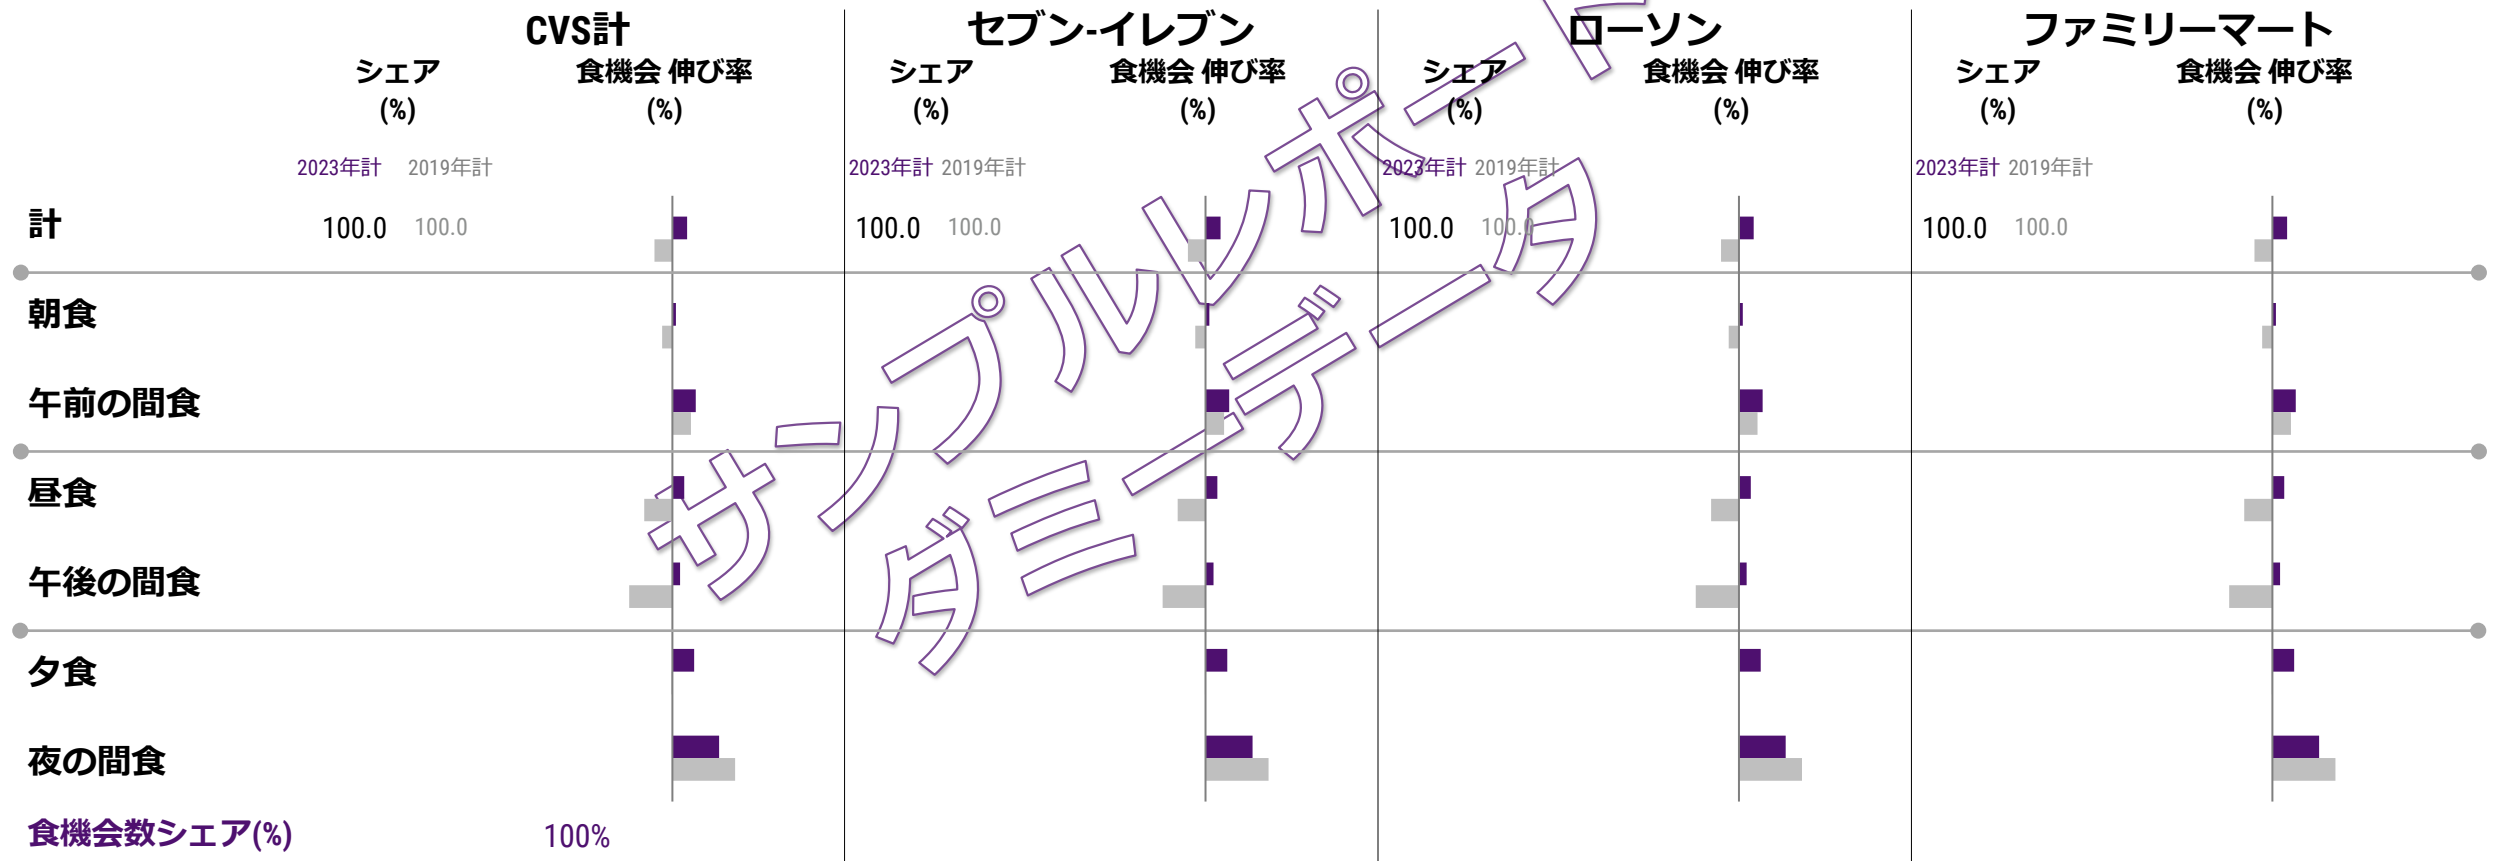 CVS計 セブン-イレブン ローソン ファミリーマート
シェア 食機会 伸び率 シェア 食機会 伸び率 シェア 食機会 伸び率 シェア 食機会 伸び率
(%) (%) (%) (%) (%) (%) (%) (%)
2023年計 2019年計 2023年計 2019年計 2023年計 2019年計 2023年計 2019年計
計 100.0 100.0 100.0 100.0 100.0 100.0 100.0 100.0
朝食
午前の間食
昼食
午後の間食
夕食
夜の間食
食機会数シェア(%) 100%
サンプルレポート
ダミーデータ